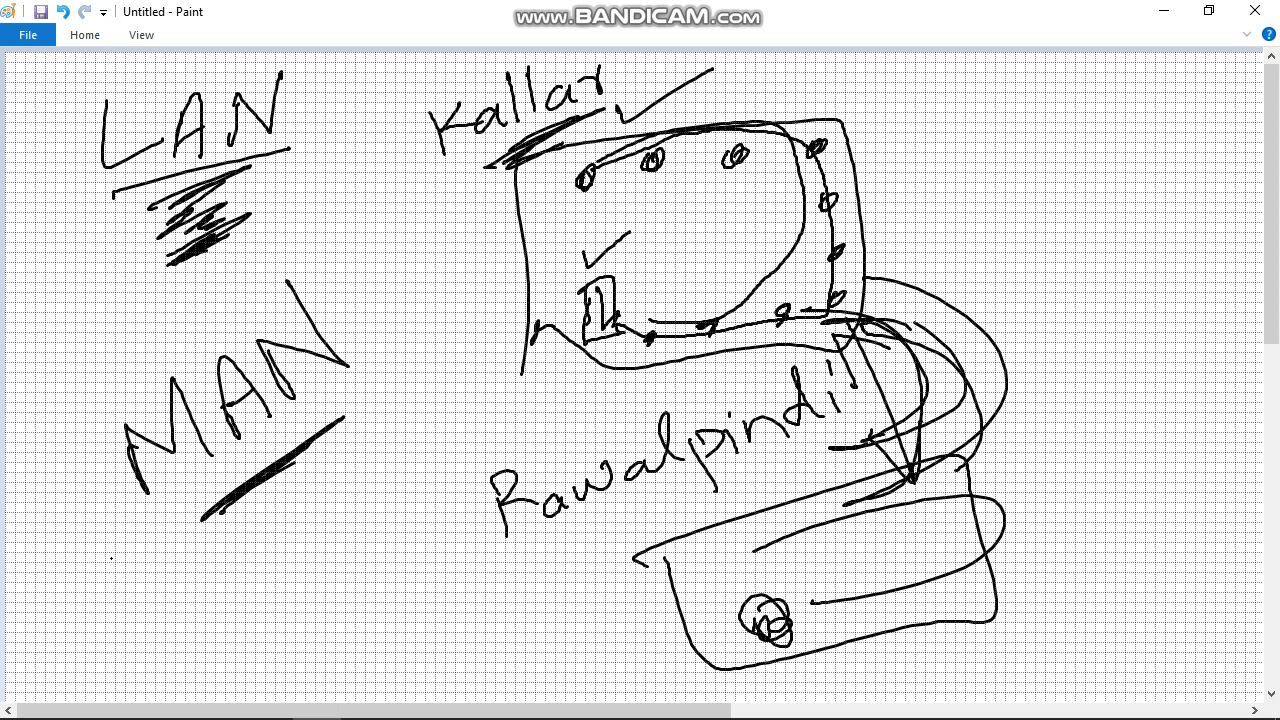 Untitled - Paint
www.BANDICAM.com
File Home View
LAN
Kallar
MAN
Rawalpindi